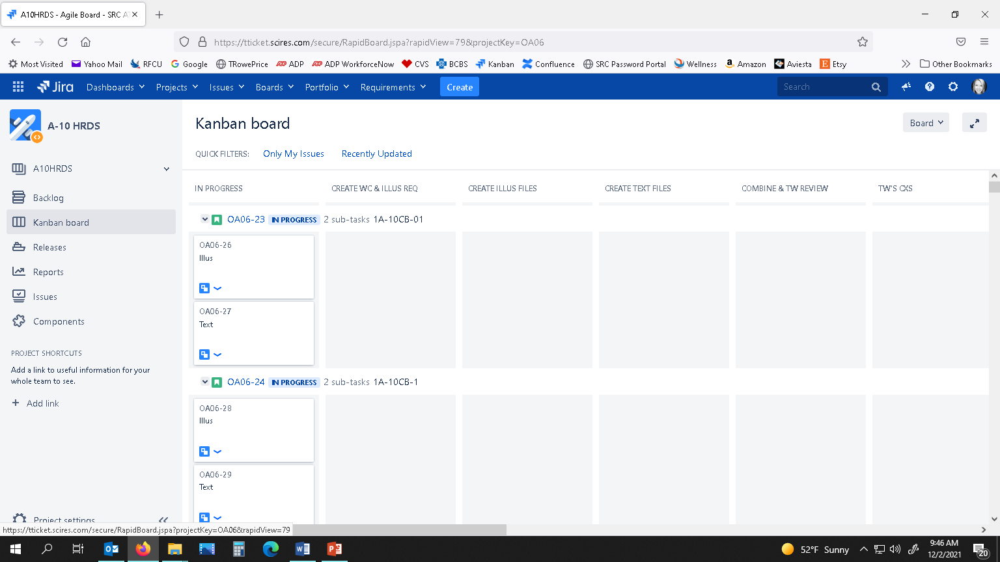 A10HRDS - Agile Board - SRC AT
https://tticket.scires.com/secure/RapidBoard.jspa?rapidView=79&projectKey=OA06
Most Visited Yahoo Mail RFCU Google TRowePrice ADP ADP WorkforceNow CVS BCBS Kanban Confluence SRC Password Portal Wellness Amazon Aviesta Etsy Other Bookmarks
Jira Dashboards Projects Issues Boards Portfolio Requirements Create Search
A-10 HRDS
Kanban board
Board
QUICK FILTERS: Only My Issues Recently Updated
A10HRDS
Backlog
Kanban board
Releases
Reports
Issues
Components
PROJECT SHORTCUTS
Add a link to useful information for your
whole team to see.
+ Add link
Project settings
IN PROGRESS CREATE WC & ILLUS REQ CREATE ILLUS FILES CREATE TEXT FILES COMBINE & TW REVIEW TW'S CXS
OA06-23 IN PROGRESS 2 sub-tasks 1A-10CB-01
OA06-26
Illus
OA06-27
Text
OA06-24 IN PROGRESS 2 sub-tasks 1A-10CB-1
OA06-28
Illus
OA06-29
Text
https://tticket.scires.com/secure/RapidBoard.jspa?projectKey=OA06&rapidView=79
52°F Sunny
9:46 AM
12/2/2021
20